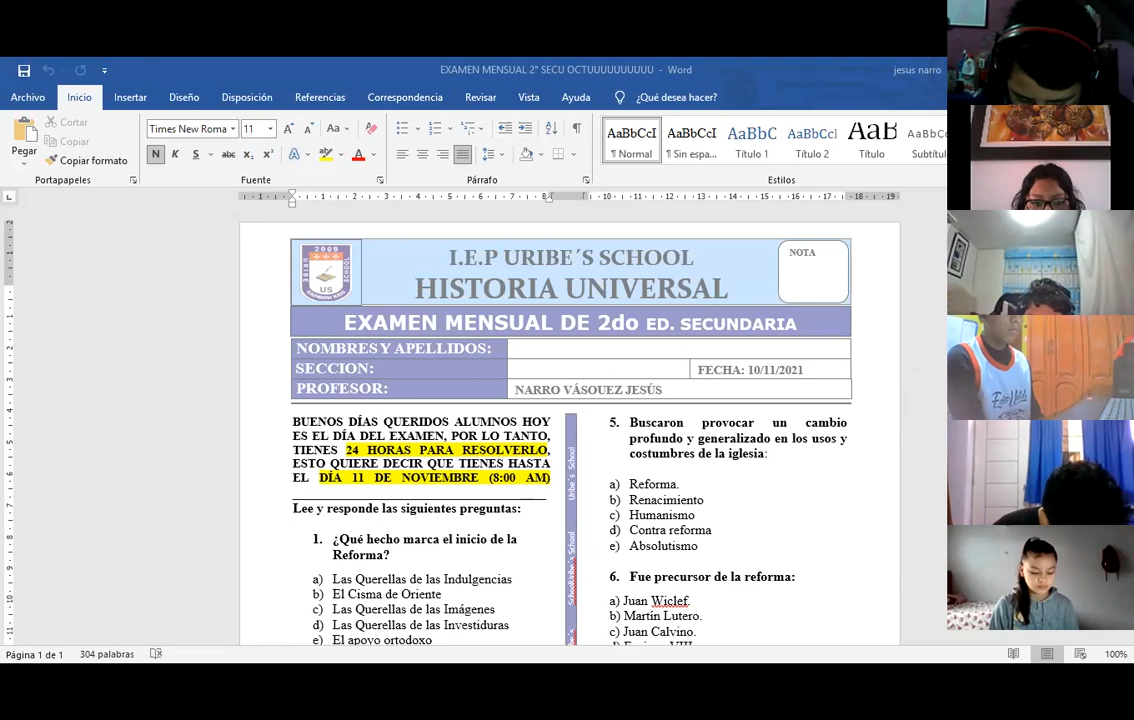 EXAMEN MENSUAL 2° SECU OCTUUUUUUUUUU - Word
jesus narro
Archivo
Inicio
Insertar
Diseño
Disposición
Referencias
Correspondencia
Revisar
Vista
Ayuda
¿Qué desea hacer?
Pegar
Cortar
Copiar
Copiar formato
Portapapeles
Times New Roma
11
Fuente
Párrafo
AaBbCcI
¶ Normal
AaBbCcI
¶ Sin espa...
AaBbC
Título 1
AaBbCcI
Título 2
AaB
Título
AaBbCcD
Subtítulo
Estilos
2009
URIBE
US
I.E.P URIBE´S SCHOOL
HISTORIA UNIVERSAL
NOTA
EXAMEN MENSUAL DE 2do ED. SECUNDARIA
NOMBRES Y APELLIDOS:
SECCION:
FECHA: 10/11/2021
PROFESOR:
NARRO VÁSQUEZ JESÚS
BUENOS DÍAS QUERIDOS ALUMNOS HOY
ES EL DÍA DEL EXAMEN, POR LO TANTO,
TIENES 24 HORAS PARA RESOLVERLO,
ESTO QUIERE DECIR QUE TIENES HASTA
EL DÍA 11 DE NOVIEMBRE (8:00 AM)
Lee y responde las siguientes preguntas:
1. ¿Qué hecho marca el inicio de la
Reforma?
a) Las Querellas de las Indulgencias
b) El Cisma de Oriente
c) Las Querellas de las Imágenes
d) Las Querellas de las Investiduras
e) El apoyo ortodoxo
Uribe´s School
5. Buscaron provocar un cambio
profundo y generalizado en los usos y
costumbres de la iglesia:
a) Reforma.
b) Renacimiento
c) Humanismo
d) Contra reforma
e) Absolutismo
6. Fue precursor de la reforma:
a) Juan Wiclef.
b) Martín Lutero.
c) Juan Calvino.
Página 1 de 1
304 palabras
100%